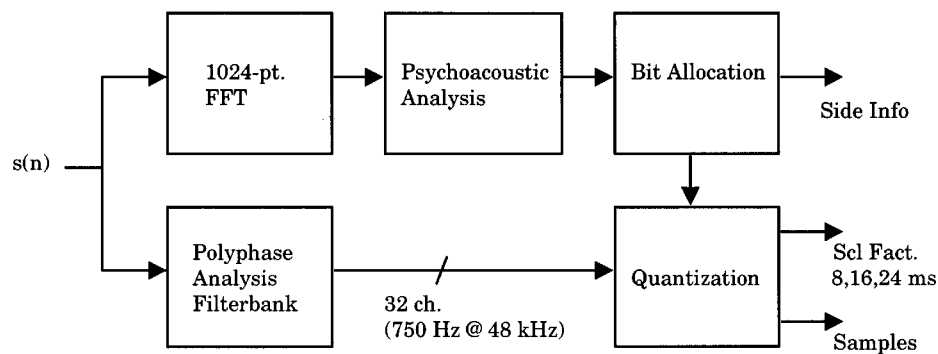 1024-pt.
FFT
Psychoacoustic
Analysis
Bit Allocation
Side Info
s(n)
Polyphase
Analysis
Filterbank
32 ch.
(750 Hz @ 48 kHz)
Quantization
Scl Fact.
8,16,24 ms
Samples